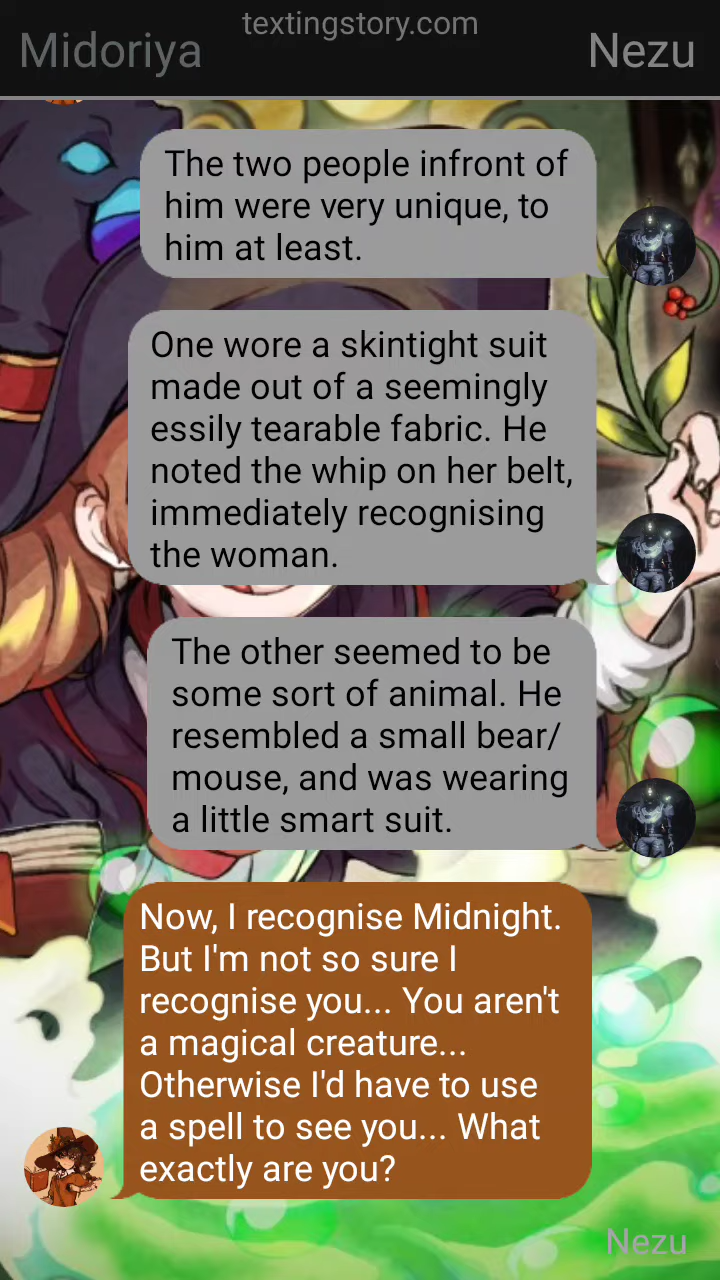 textingstory.com
Midoriya
Nezu
The two people infront of
him were very unique, to
him at least.
One wore a skintight suit
made out of a seemingly
essily tearable fabric. He
noted the whip on her belt,
immediately recognising
the woman.
The other seemed to be
some sort of animal. He
resembled a small bear/
mouse, and was wearing
a little smart suit.
Now, I recognise Midnight.
But I'm not so sure I
recognise you... You aren't
a magical creature...
Otherwise I'd have to use
a spell to see you... What
exactly are you?
Nezu